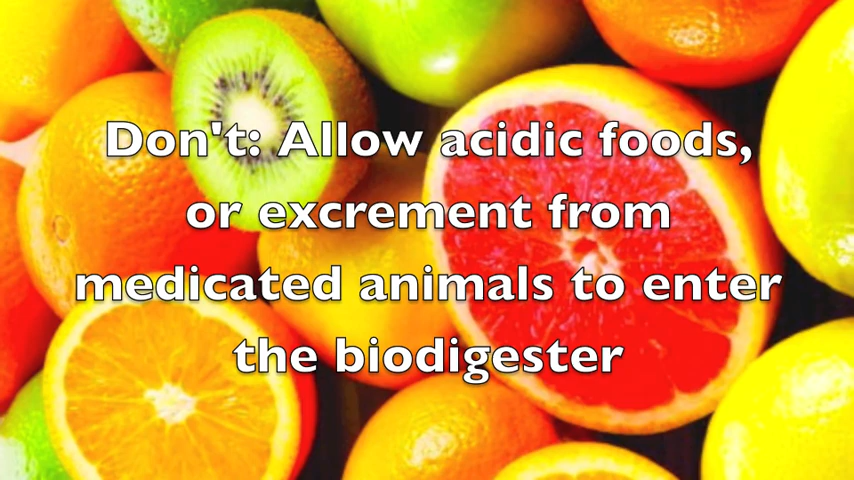 Don't: Allow acidic foods,
or excrement from
medicated animals to enter
the biodigester